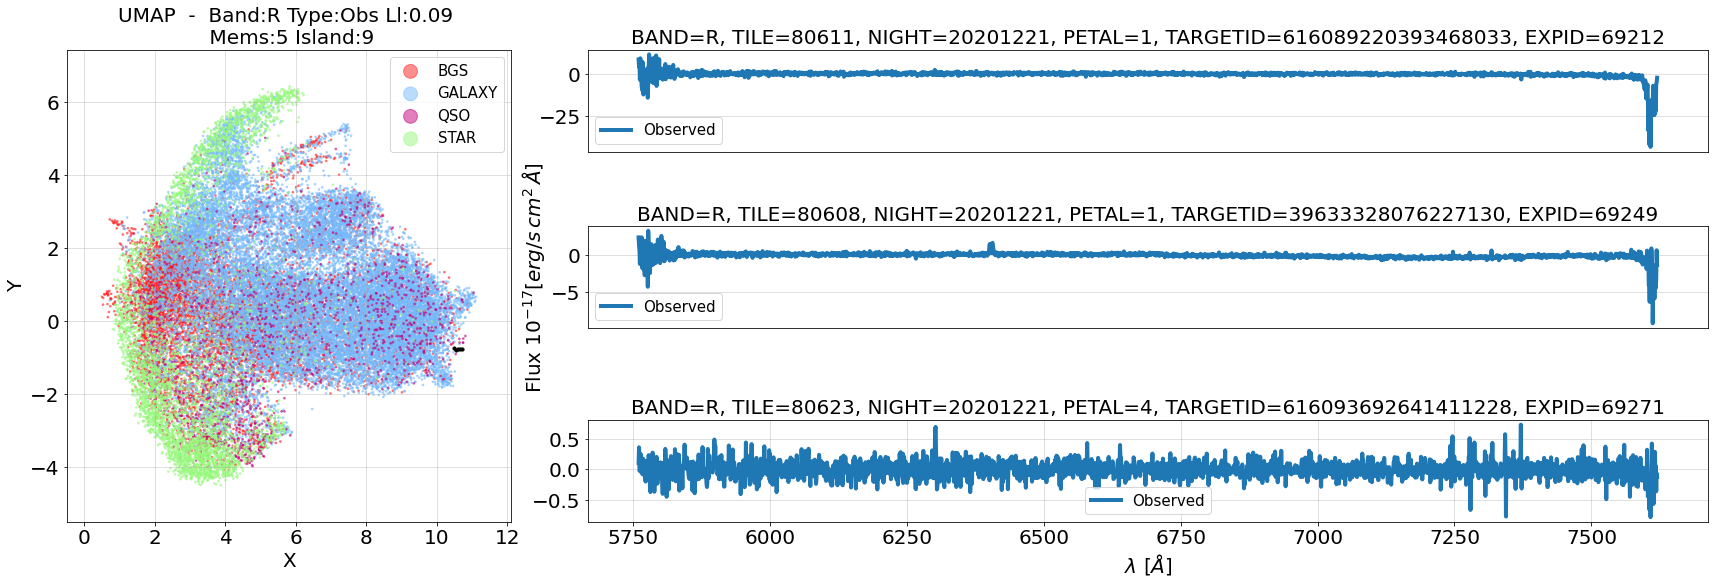 UMAP - Band:R Type:Obs Ll:0.09
Mems:5 Island:9
BGS
GALAXY
QSO
STAR
6
4
2
0
−2
−4
Y
0 2 4 6 8 10 12
X
Flux 10⁻¹⁷[erg/s cm² Å]
BAND=R, TILE=80611, NIGHT=20201221, PETAL=1, TARGETID=616089220393468033, EXPID=69212
0
−25
Observed
BAND=R, TILE=80608, NIGHT=20201221, PETAL=1, TARGETID=39633328076227130, EXPID=69249
0
−5
Observed
BAND=R, TILE=80623, NIGHT=20201221, PETAL=4, TARGETID=616093692641411228, EXPID=69271
0.5
0.0
−0.5
Observed
5750 6000 6250 6500 6750 7000 7250 7500
λ [Å]